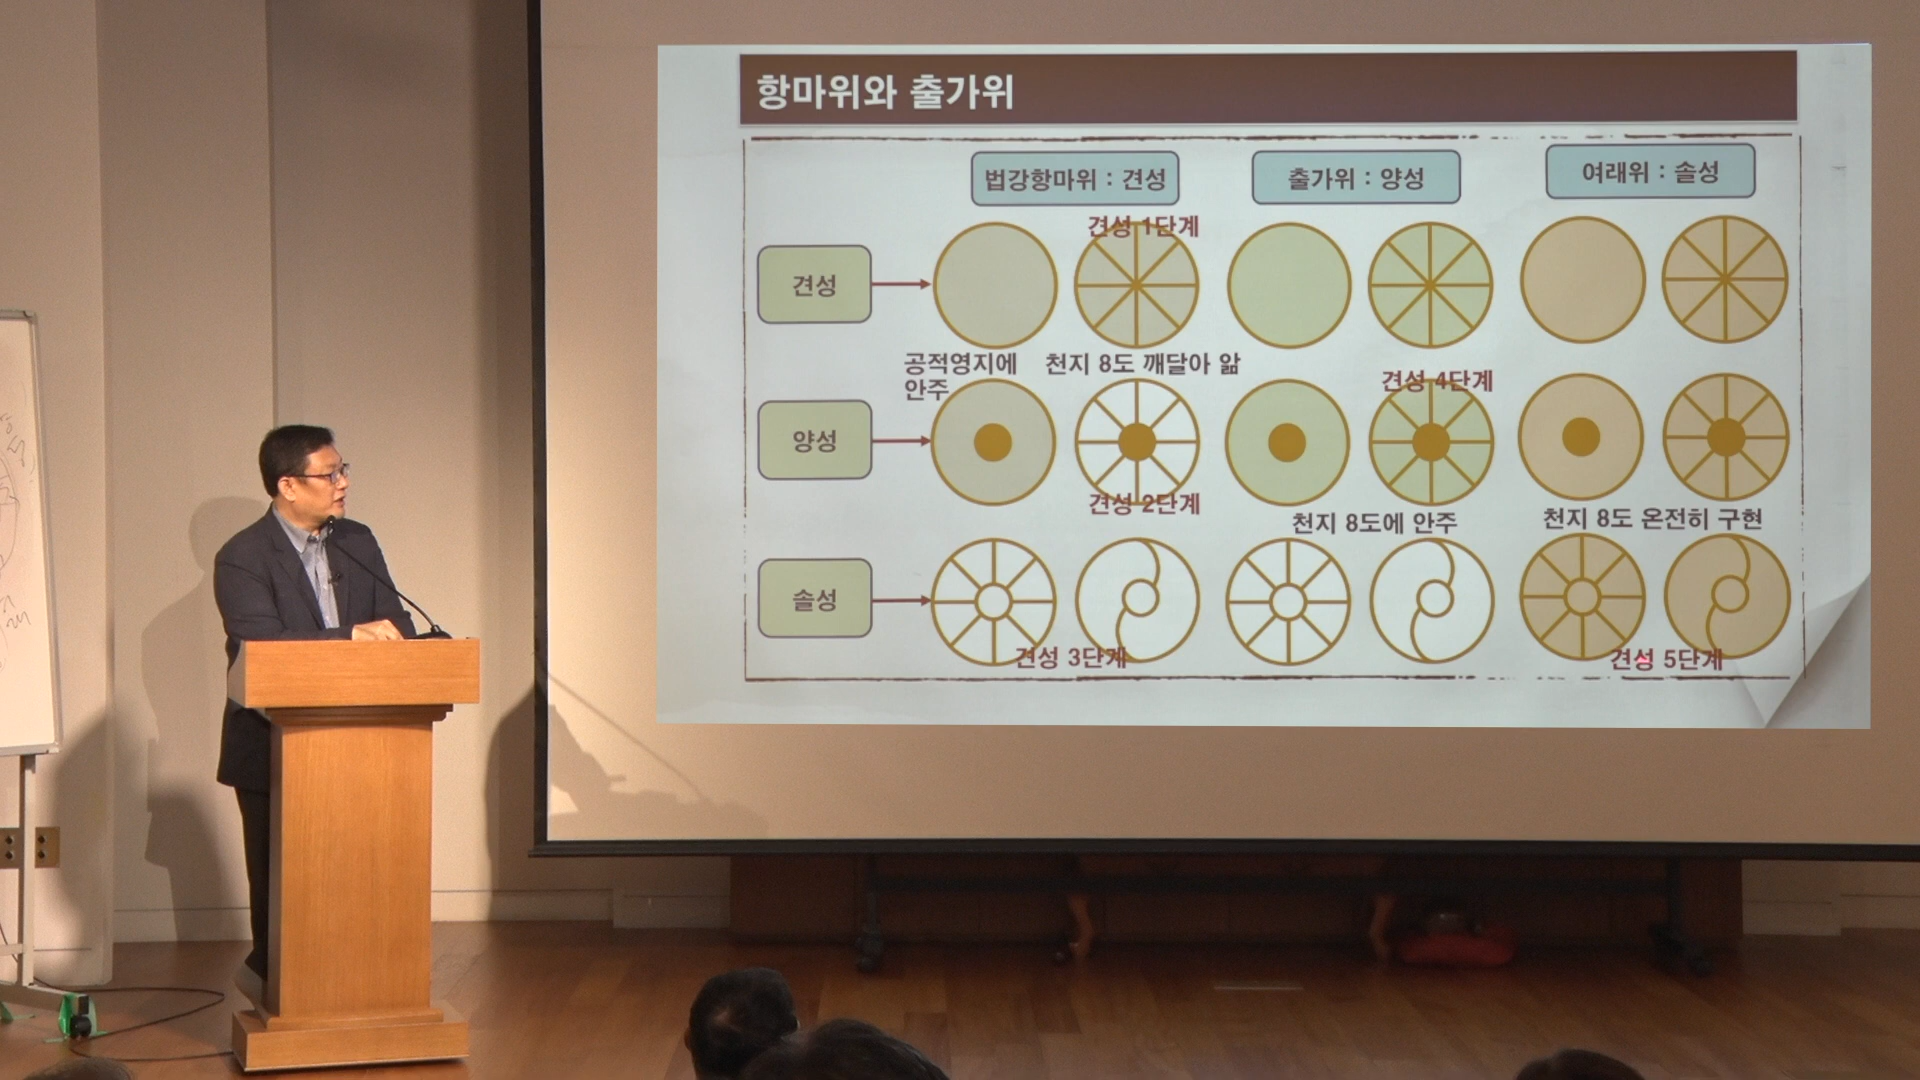 항마위와 출가위
법강항마위 : 견성
출가위 : 양성
여래위 : 솔성
견성 1단계
견성
공적영지에
안주
천지 8도 깨달아 앎
견성 4단계
양성
견성 2단계
천지 8도에 안주
천지 8도 온전히 구현
솔성
견성 3단계
견성 5단계